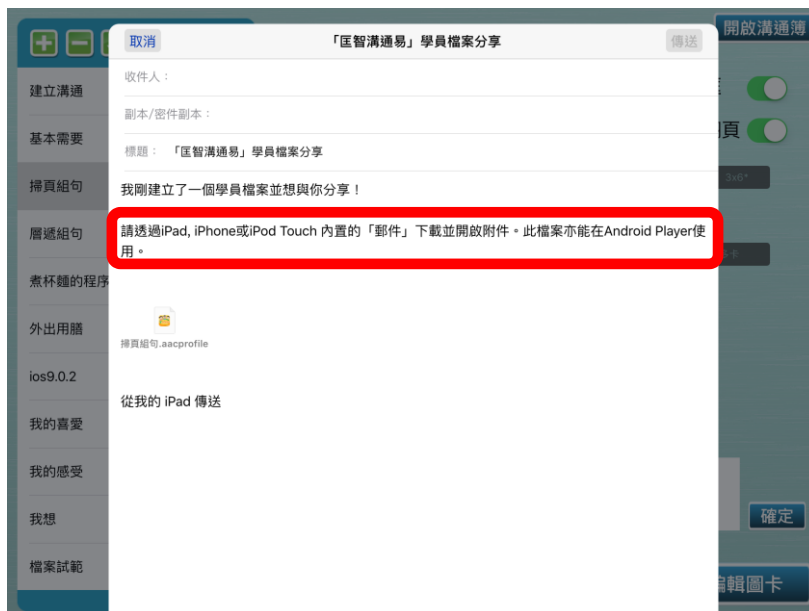 取消
「匡智溝通易」學員檔案分享
傳送
開啟溝通簿
收件人：
副本/密件副本：
標題： 「匡智溝通易」學員檔案分享
我剛建立了一個學員檔案並想與你分享！
請透過iPad, iPhone或iPod Touch 內置的「郵件」下載並開啟附件。此檔案亦能在Android Player使
用。
掃頁組句.aacprofile
從我的 iPad 傳送
建立溝通
基本需要
掃頁組句
層遞組句
煮杯麵的程序
外出用膳
ios9.0.2
我的喜愛
我的感受
我想
檔案試範
頁
3x6*
卡
確定
編輯圖卡